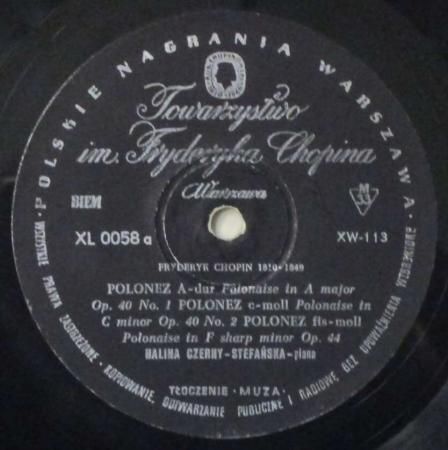 POLSKIE NAGRANIA WARSZAWA
Towarzystwo
im. Fryderyka Chopina
Warszawa
BIEM
M
33
XL 0058 a
XW-113
FRYDERYK CHOPIN 1810-1849
POLONEZ A-dur Polonaise in A major
Op. 40 No. 1 POLONEZ c-moll Polonaise in
C minor Op. 40 No. 2 POLONEZ fis-moll
Polonaise in F sharp minor Op. 44
HALINA CZERNY-STEFAŃSKA-piano
TŁOCZENIE · MUZA ·
WSZYSTKIE PRAWA ZASTRZEŻONE · KOPIOWANIE, ODTWARZANIE PUBLICZNE I RADIOWE BEZ UPOWAŻNIENIA WZBRONIONE